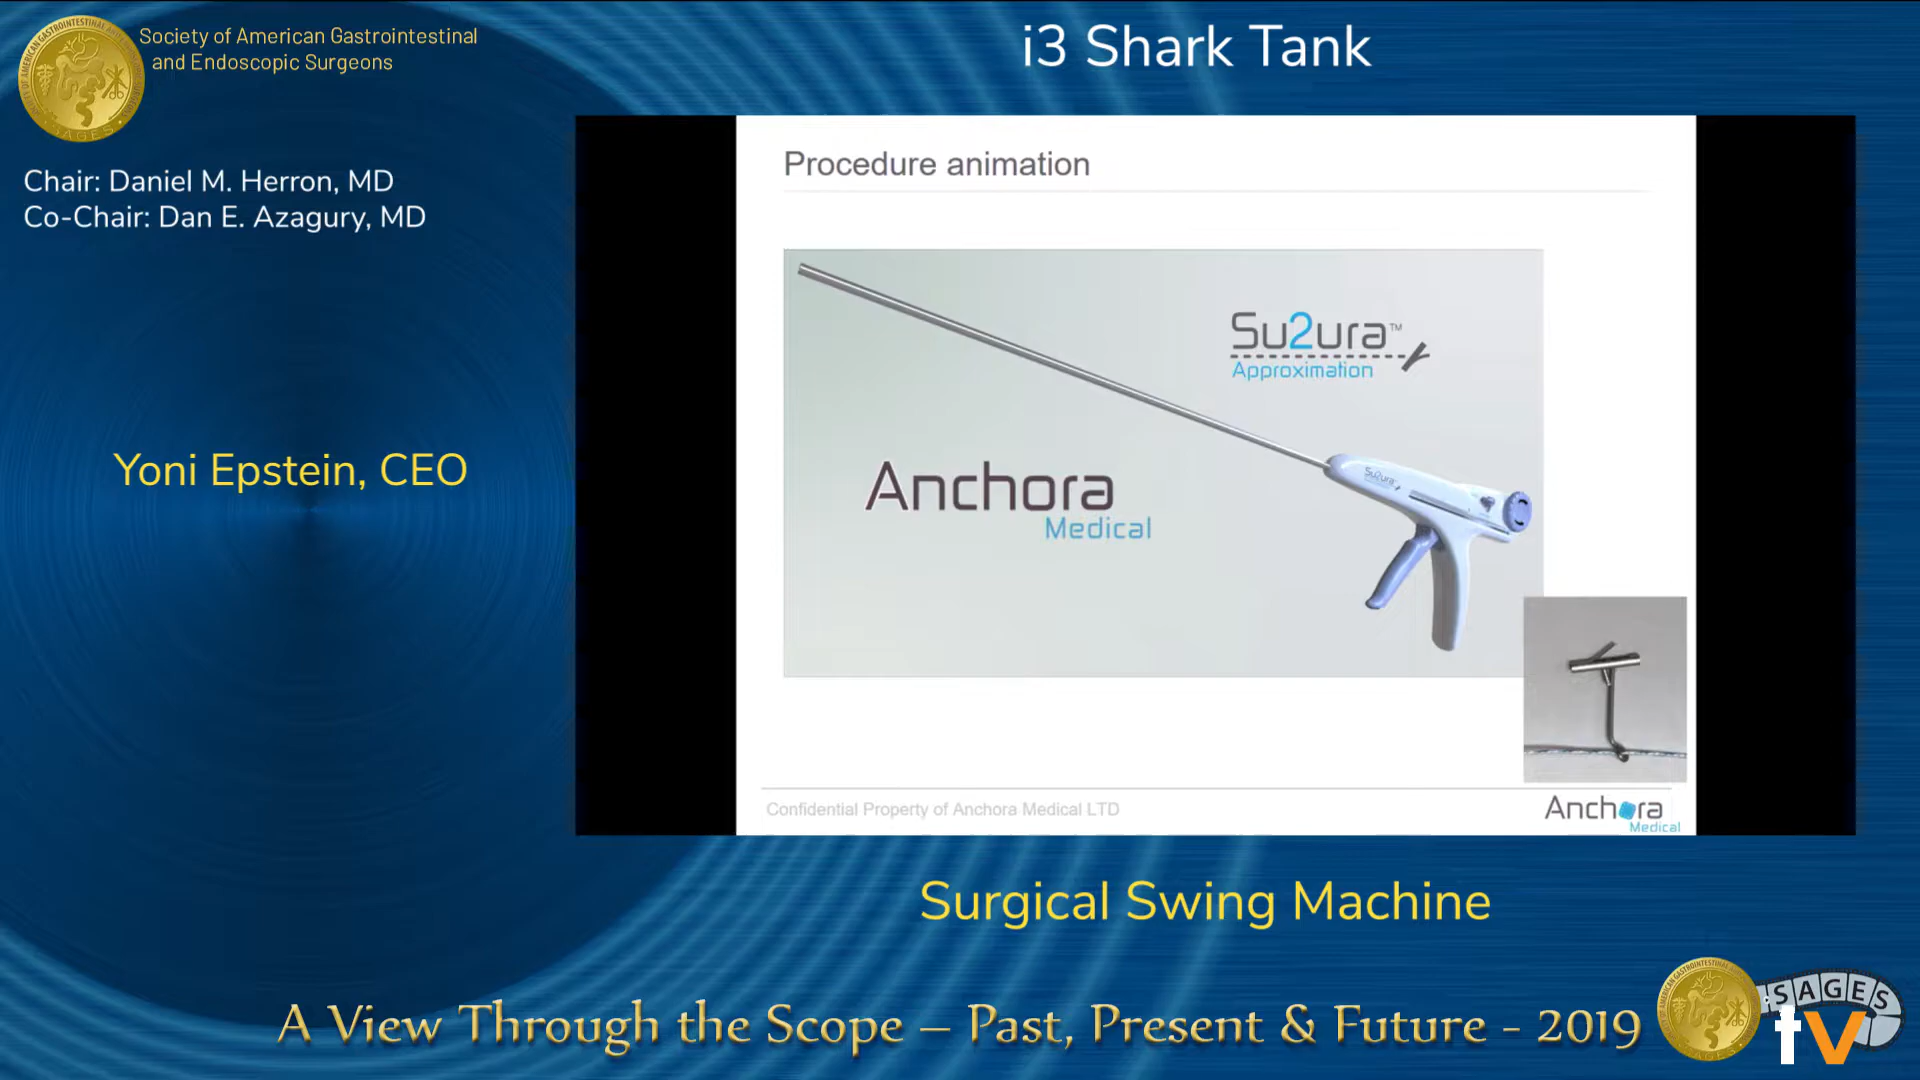 Society of American Gastrointestinal
and Endoscopic Surgeons
i3 Shark Tank
Chair: Daniel M. Herron, MD
Co-Chair: Dan E. Azagury, MD
Yoni Epstein, CEO
Procedure animation
Su2ura™
Approximation
Anchora
Medical
Su2ura
Confidential Property of Anchora Medical LTD
Anchora
Medical
Surgical Swing Machine
A View Through the Scope – Past, Present & Future - 2019
SAGES
tv